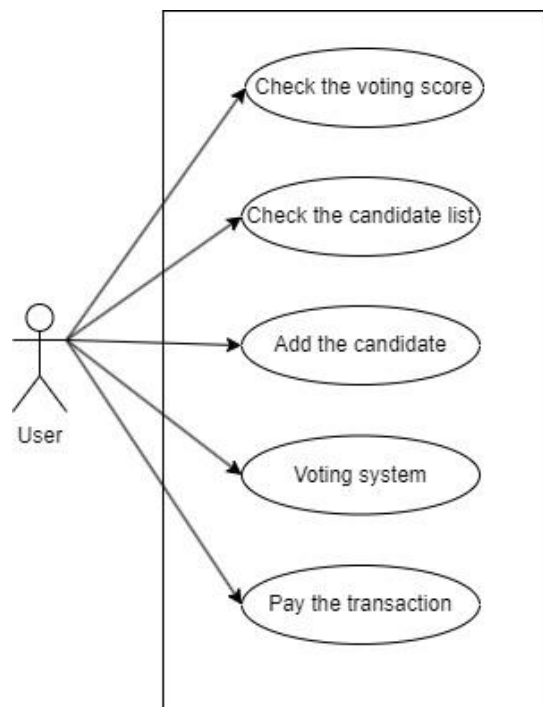 Check the voting score
Check the candidate list
Add the candidate
User
Voting system
Pay the transaction